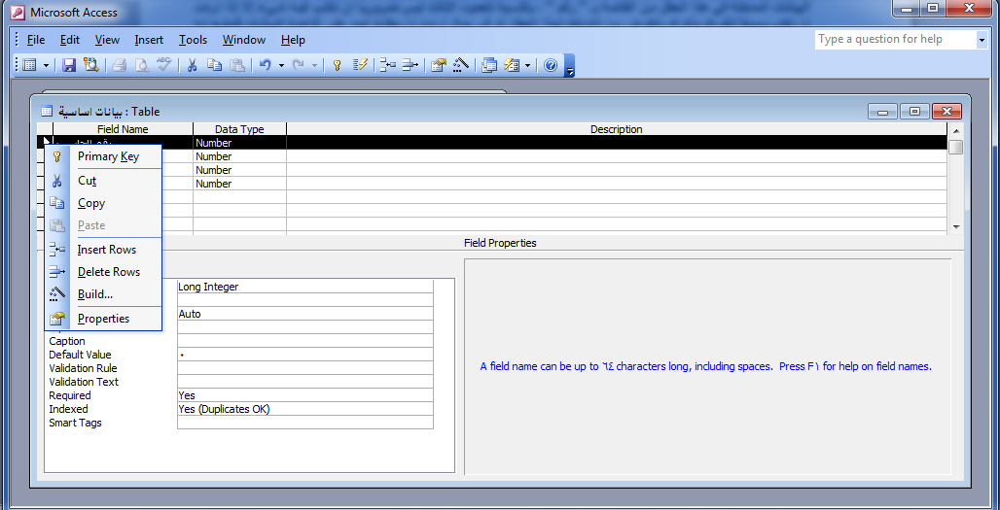 Microsoft Access
File Edit View Insert Tools Window Help
Type a question for help
بيانات اساسية : Table
Field Name Data Type Description
Number
Number
Number
Number
Primary Key
Cut
Copy
Paste
Insert Rows
Delete Rows
Build...
Properties
Field Properties
Long Integer
Auto
Caption
Default Value ٠
Validation Rule
Validation Text
Required Yes
Indexed Yes (Duplicates OK)
Smart Tags
A field name can be up to ٦٤ characters long, including spaces. Press F١ for help on field names.